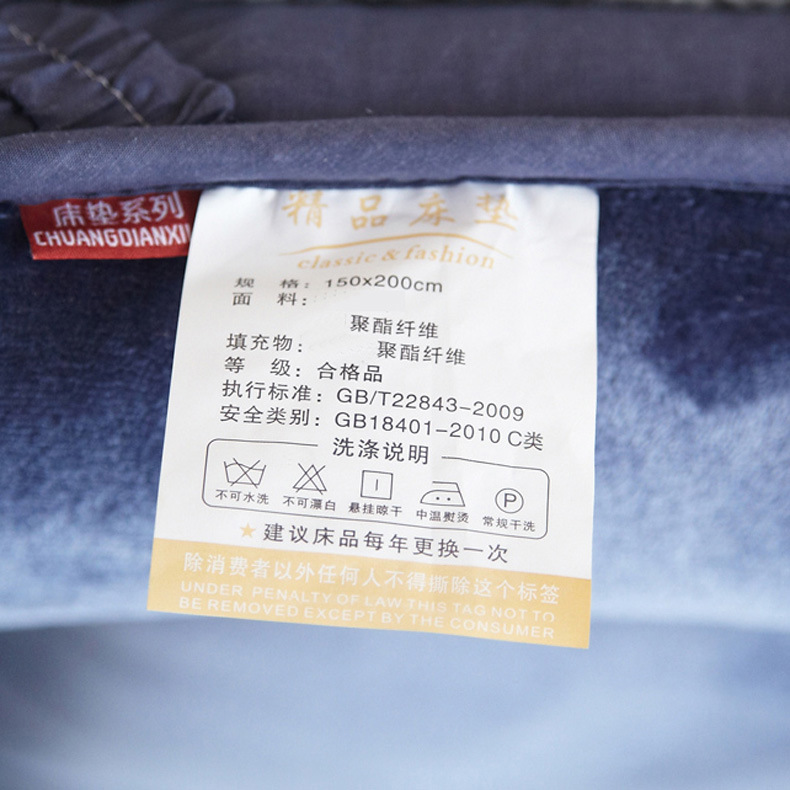 床垫系列
CHUANGDIANXIL
精品床垫
classic & fashion
规 格: 150x200cm
面 料:
聚酯纤维
填充物: 聚酯纤维
等 级: 合格品
执行标准: GB/T22843-2009
安全类别: GB18401-2010 C类
洗涤说明
不可水洗 不可漂白 悬挂晾干 中温熨烫 常规干洗
★建议床品每年更换一次
除消费者以外任何人不得撕除这个标签
UNDER PENALTY OF LAW THIS TAG NOT TO
BE REMOVED EXCEPT BY THE CONSUMER